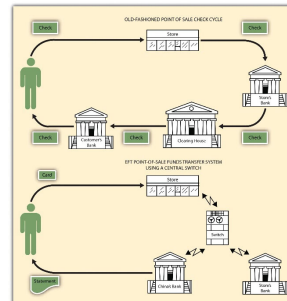 OLD-FASHIONED POINT OF SALE CHECK CYCLE
Check
Check
Store
Store's
Bank
Customer's
Bank
Clearing House
Check
Check
Check
EFT POINT-OF-SALE FUNDS TRANSFER SYSTEM
USING A CENTRAL SWITCH
Card
Store
Switch
Statement
Client Bank
Store's
Bank